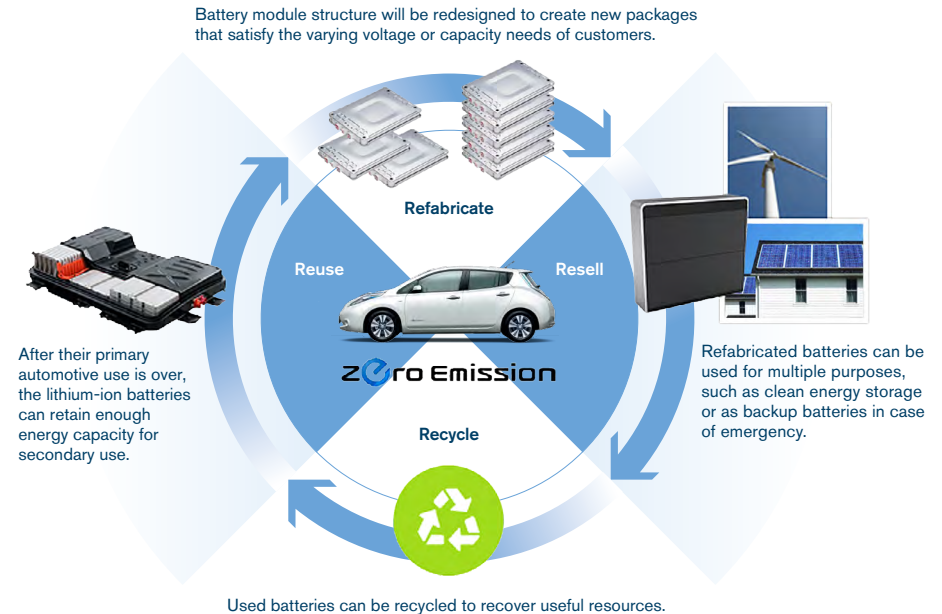 Battery module structure will be redesigned to create new packages
that satisfy the varying voltage or capacity needs of customers.
Refabricate
Reuse
Resell
zero Emission
After their primary
automotive use is over,
the lithium-ion batteries
can retain enough
energy capacity for
secondary use.
Refabricated batteries can be
used for multiple purposes,
such as clean energy storage
or as backup batteries in case
of emergency.
Recycle
Used batteries can be recycled to recover useful resources.